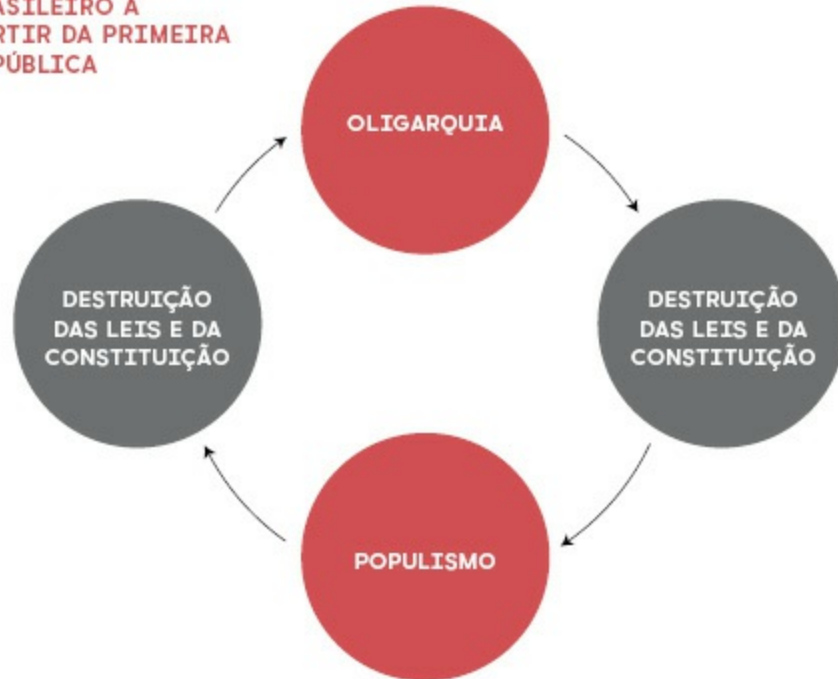 ASILEIRO A
RTIR DA PRIMEIRA
PÚBLICA
OLIGARQUIA
DESTRUIÇÃO
DAS LEIS E DA
CONSTITUIÇÃO
DESTRUIÇÃO
DAS LEIS E DA
CONSTITUIÇÃO
POPULISMO